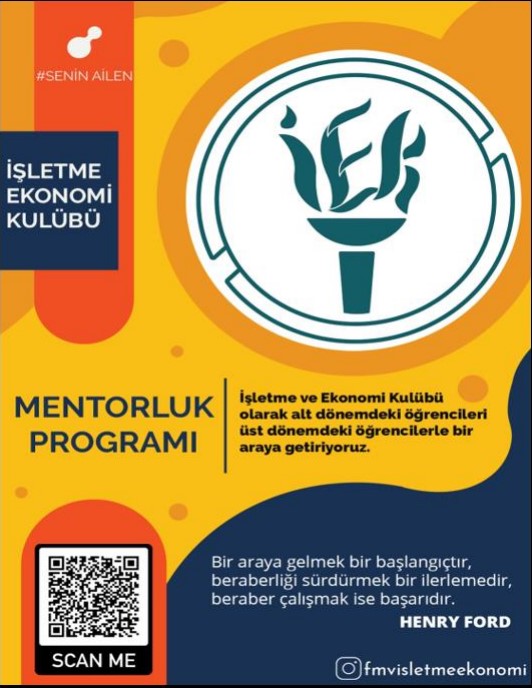 #SENİN AİLEN
İŞLETME
EKONOMİ
KULÜBÜ
İEK
MENTORLUK
PROGRAMI
İşletme ve Ekonomi Kulübü
olarak alt dönemdeki öğrencileri
üst dönemdeki öğrencilerle bir
araya getiriyoruz.
Bir araya gelmek bir başlangıçtır,
beraberliği sürdürmek bir ilerlemedir,
beraber çalışmak ise başarıdır.
HENRY FORD
SCAN ME
fmvisletmeekonomi